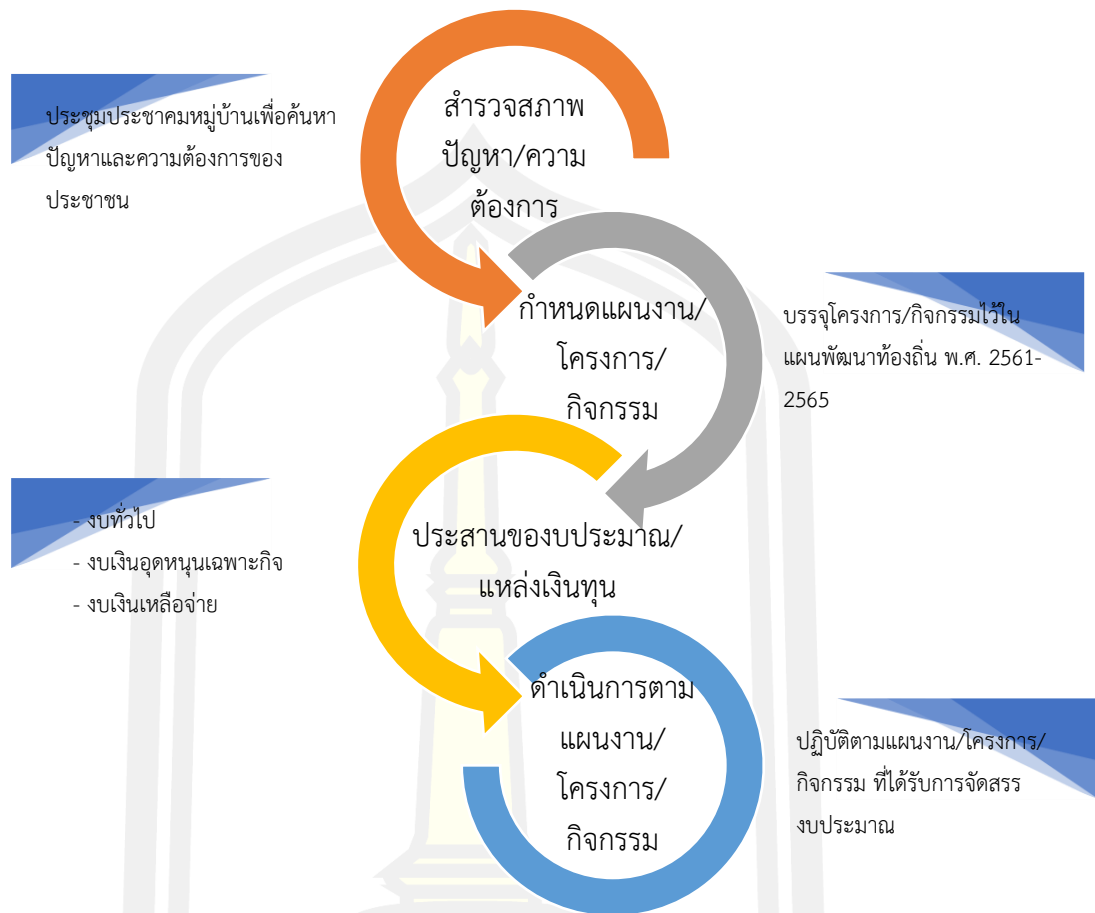 สำรวจสภาพ
ปัญหา/ความ
ต้องการ
ประชุมประชาคมหมู่บ้านเพื่อค้นหา
ปัญหาและความต้องการของ
ประชาชน
กำหนดแผนงาน/
โครงการ/
กิจกรรม
บรรจุโครงการ/กิจกรรมไว้ใน
แผนพัฒนาท้องถิ่น พ.ศ. 2561-
2565
ประสานของบประมาณ/
แหล่งเงินทุน
- งบทั่วไป
- งบเงินอุดหนุนเฉพาะกิจ
- งบเงินเหลือจ่าย
ดำเนินการตาม
แผนงาน/
โครงการ/
กิจกรรม
ปฏิบัติตามแผนงาน/โครงการ/
กิจกรรม ที่ได้รับการจัดสรร
งบประมาณ